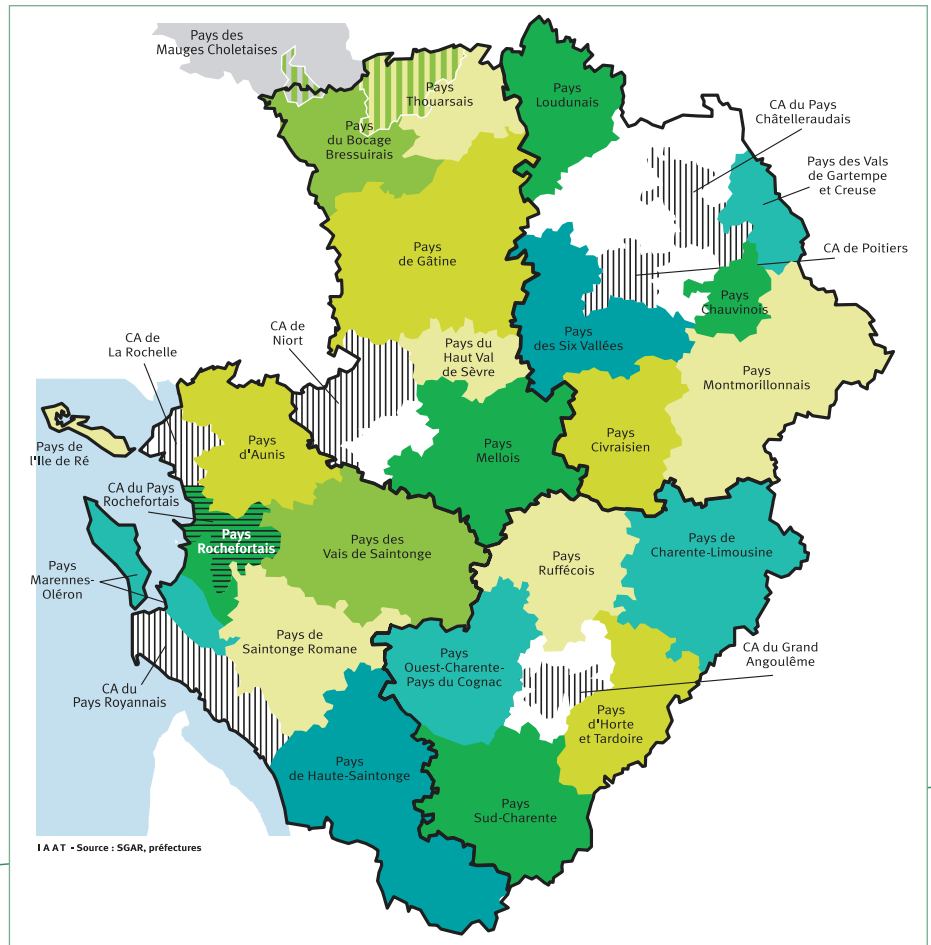 Pays des
Mauges Choletaises
Pays
Thouarsais
Pays
Loudunais
CA du Pays
Châtelleraudais
Pays
du Bocage
Bressuirais
Pays des Vals
de Gartempe
et Creuse
Pays
de Gâtine
CA de Poitiers
Pays
Chauvinois
CA de
Niort
CA de
La Rochelle
Pays du
Haut Val
de Sèvre
Pays
des Six Vallées
Pays
Montmorillonnais
Pays de
l'Ile de Ré
Pays
d'Aunis
Pays
Mellois
Pays
Civraisien
CA du Pays
Rochefortais
Pays
Rochefortais
Pays des
Vals de Saintonge
Pays
Ruffécois
Pays de
Charente-Limousine
Pays
Marennes-
Oléron
Pays de
Saintonge Romane
Pays
Ouest-Charente-
Pays du Cognac
CA du Grand
Angoulême
CA du
Pays Royannais
Pays
d'Horte
et Tardoire
Pays
de Haute-Saintonge
Pays
Sud-Charente
IAAT - Source : SGAR, préfectures